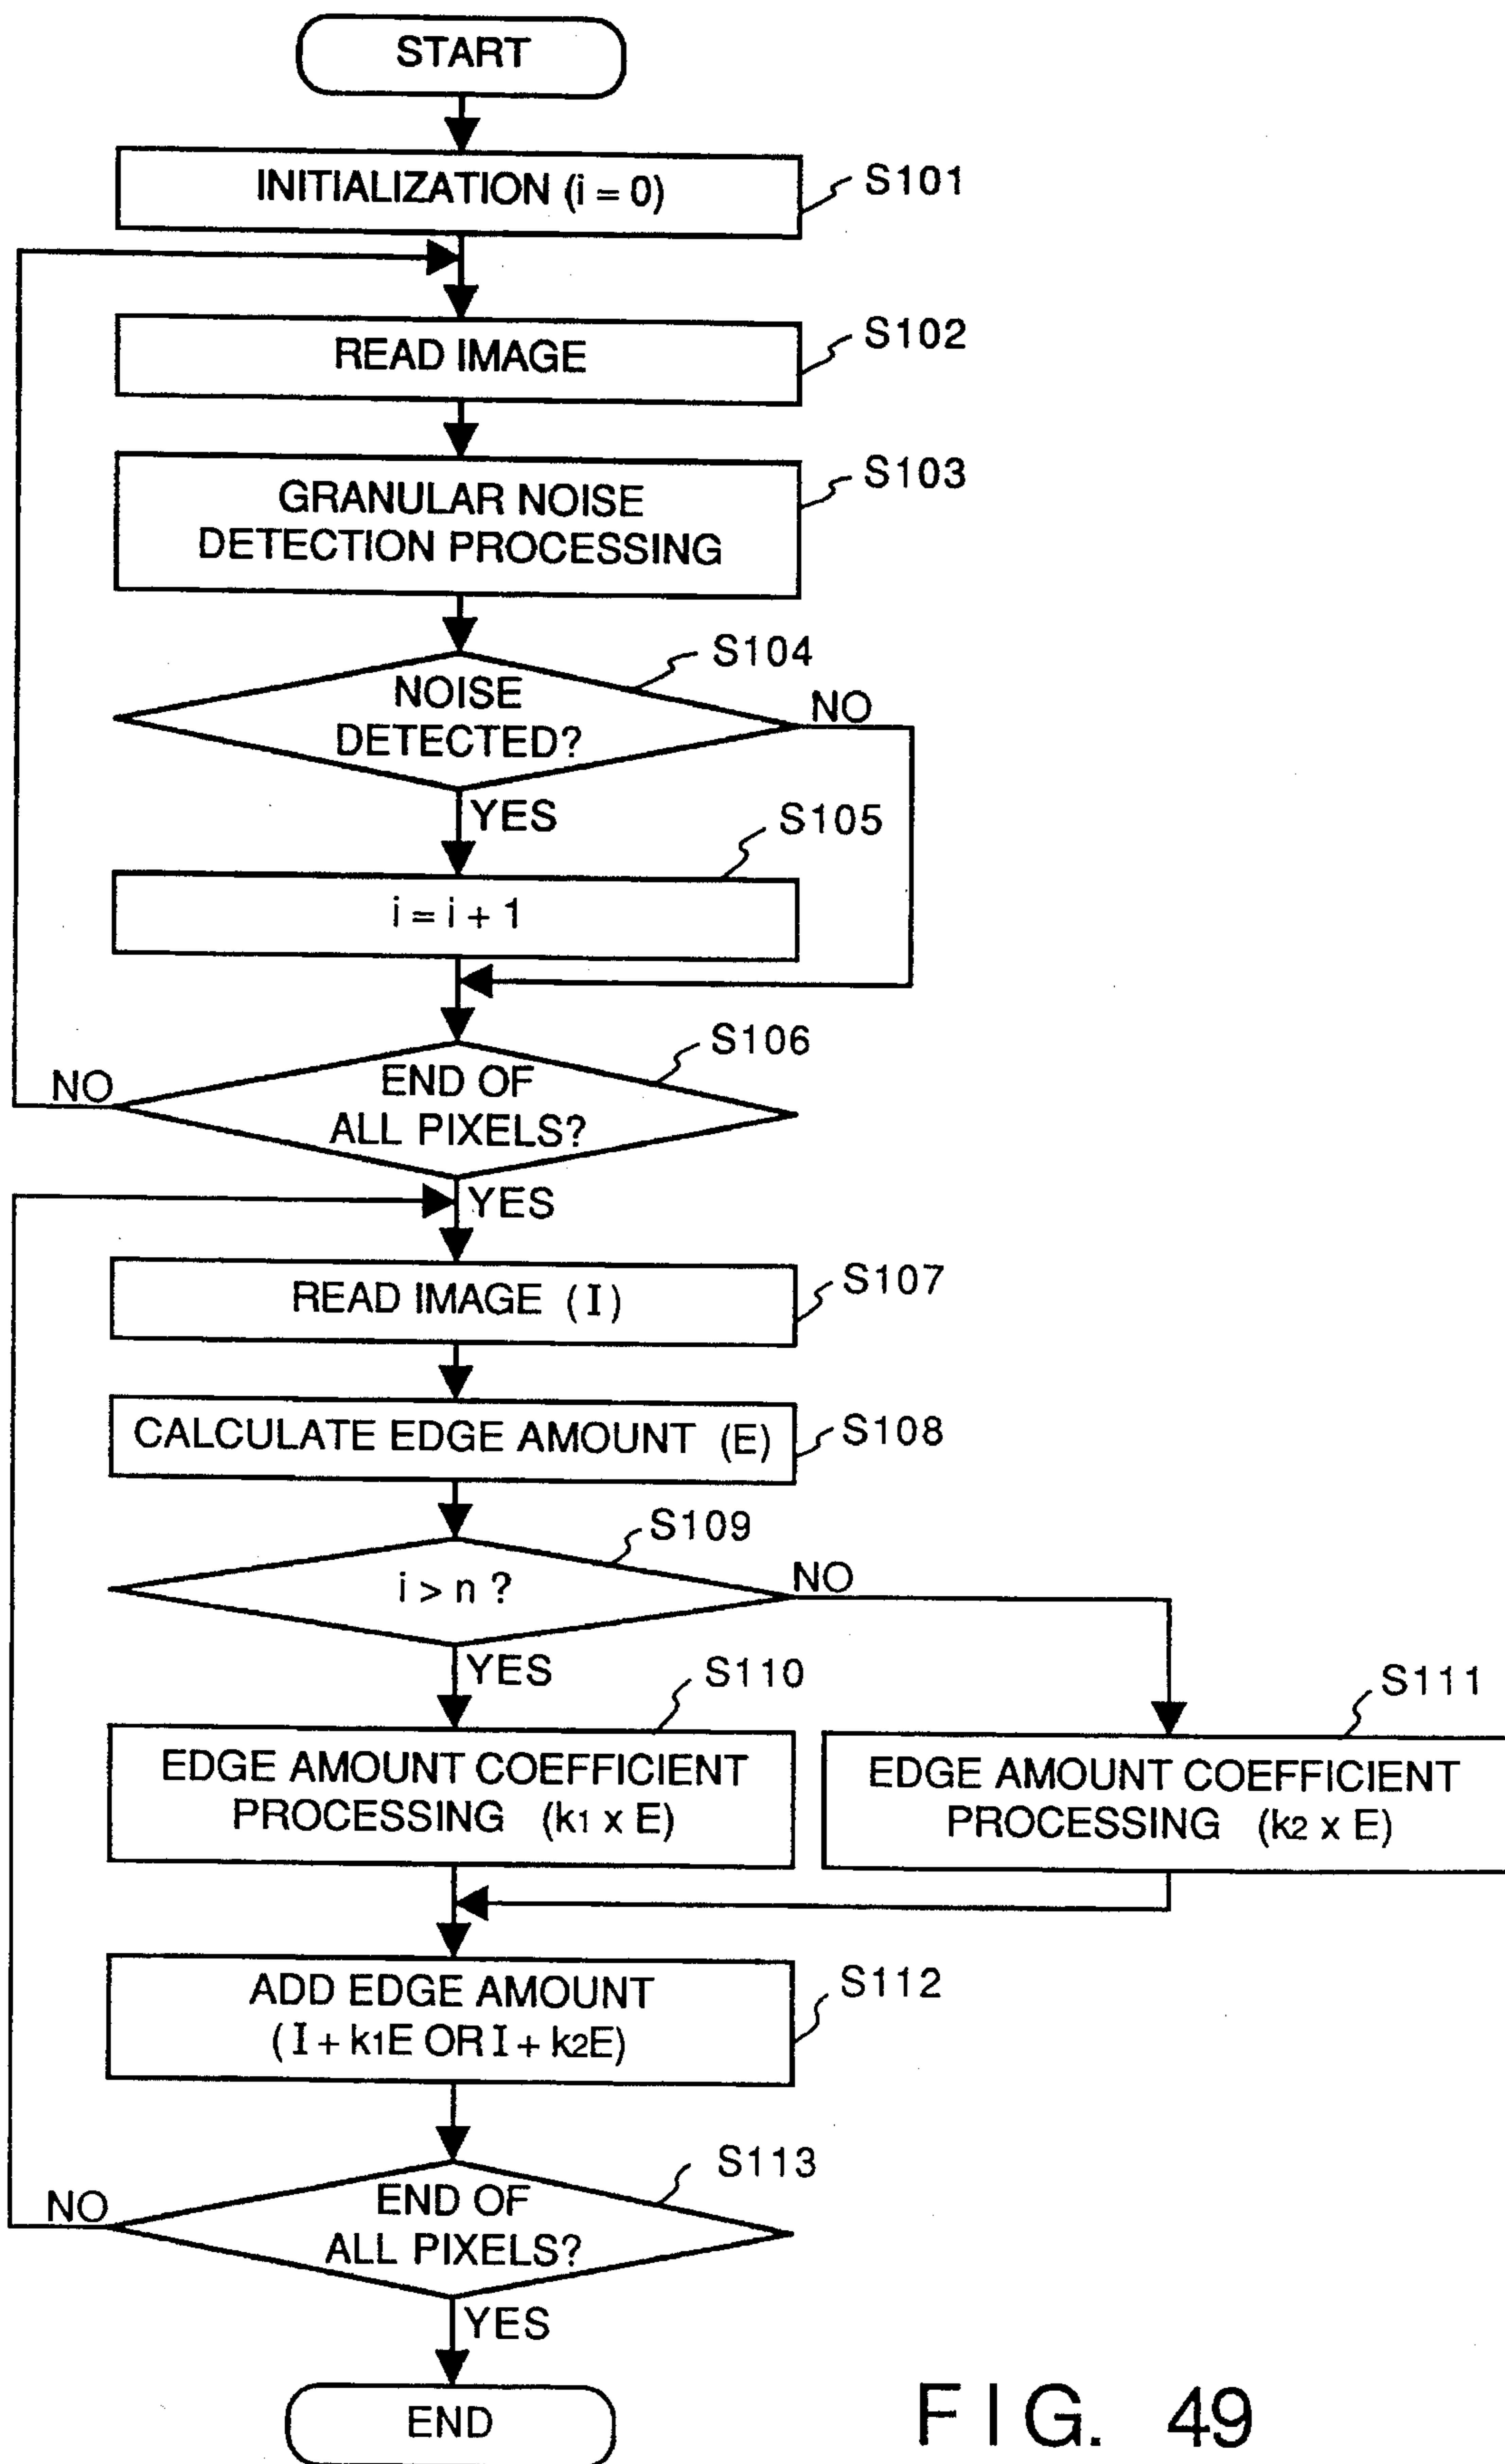 START
INITIALIZATION (i = 0)
S101
READ IMAGE
S102
GRANULAR NOISE
DETECTION PROCESSING
S103
NOISE
DETECTED?
S104
NO
YES
i = i + 1
S105
END OF
ALL PIXELS?
S106
NO
YES
READ IMAGE (I)
S107
CALCULATE EDGE AMOUNT (E)
S108
i > n ?
S109
NO
YES
EDGE AMOUNT COEFFICIENT
PROCESSING (k1 x E)
S110
EDGE AMOUNT COEFFICIENT
PROCESSING (k2 x E)
S111
ADD EDGE AMOUNT
(I + k1E OR I + k2E)
S112
END OF
ALL PIXELS?
S113
NO
YES
END
FIG. 49